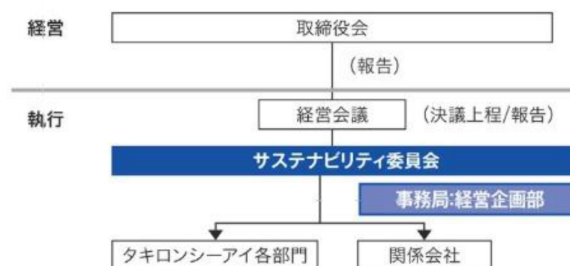 経営
取締役会
（報告）
執行
経営会議
（決議上程/報告）
サステナビリティ委員会
事務局:経営企画部
タキロンシーアイ各部門
関係会社